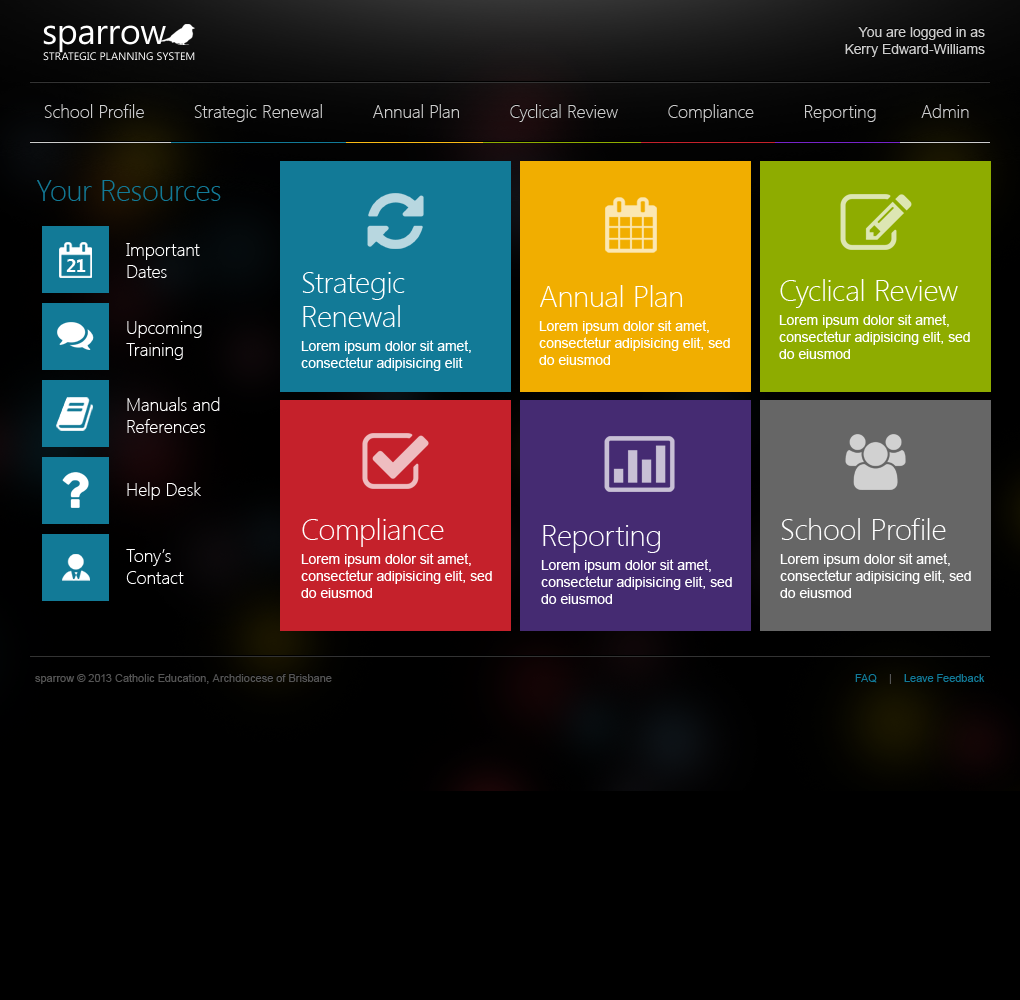 sparrow
STRATEGIC PLANNING SYSTEM
You are logged in as
Kerry Edward-Williams
School Profile
Strategic Renewal
Annual Plan
Cyclical Review
Compliance
Reporting
Admin
Your Resources
21
Important
Dates
Upcoming
Training
Manuals and
References
Help Desk
Tony's
Contact
Strategic
Renewal
Lorem ipsum dolor sit amet,
consectetur adipisicing elit
Annual Plan
Lorem ipsum dolor sit amet,
consectetur adipisicing elit, sed
do eiusmod
Cyclical Review
Lorem ipsum dolor sit amet,
consectetur adipisicing elit, sed
do eiusmod
Compliance
Lorem ipsum dolor sit amet,
consectetur adipisicing elit, sed
do eiusmod
Reporting
Lorem ipsum dolor sit amet,
consectetur adipisicing elit, sed
do eiusmod
School Profile
Lorem ipsum dolor sit amet,
consectetur adipisicing elit, sed
do eiusmod
sparrow © 2013 Catholic Education, Archdiocese of Brisbane
FAQ | Leave Feedback